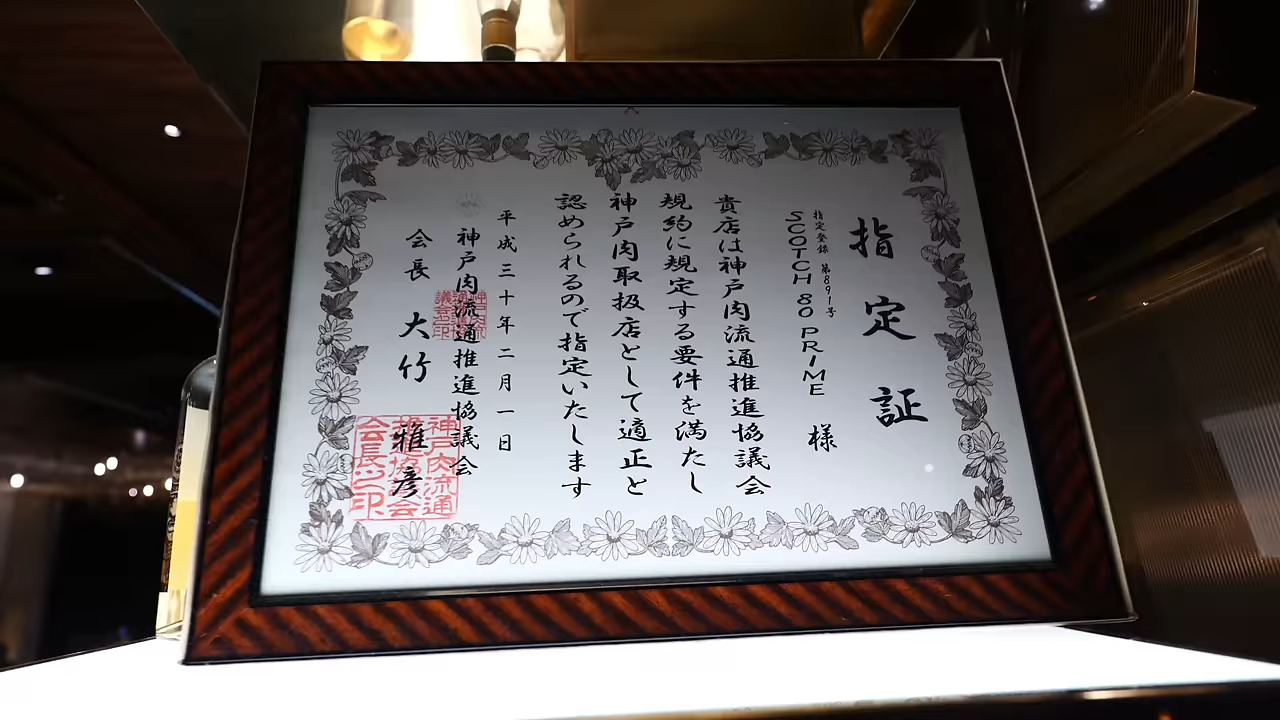 指定証
指定登録 第891号
SCOTCH 80 PRIME 様
貴店は神戸肉流通推進協議会
規約に規定する要件を満たし
神戸肉取扱店として適正と
認められるので指定いたします
平成三十年二月一日
神戸肉流通推進協議会
会長 大竹 雅彦
神戸肉流通
推進協議会
会長之印